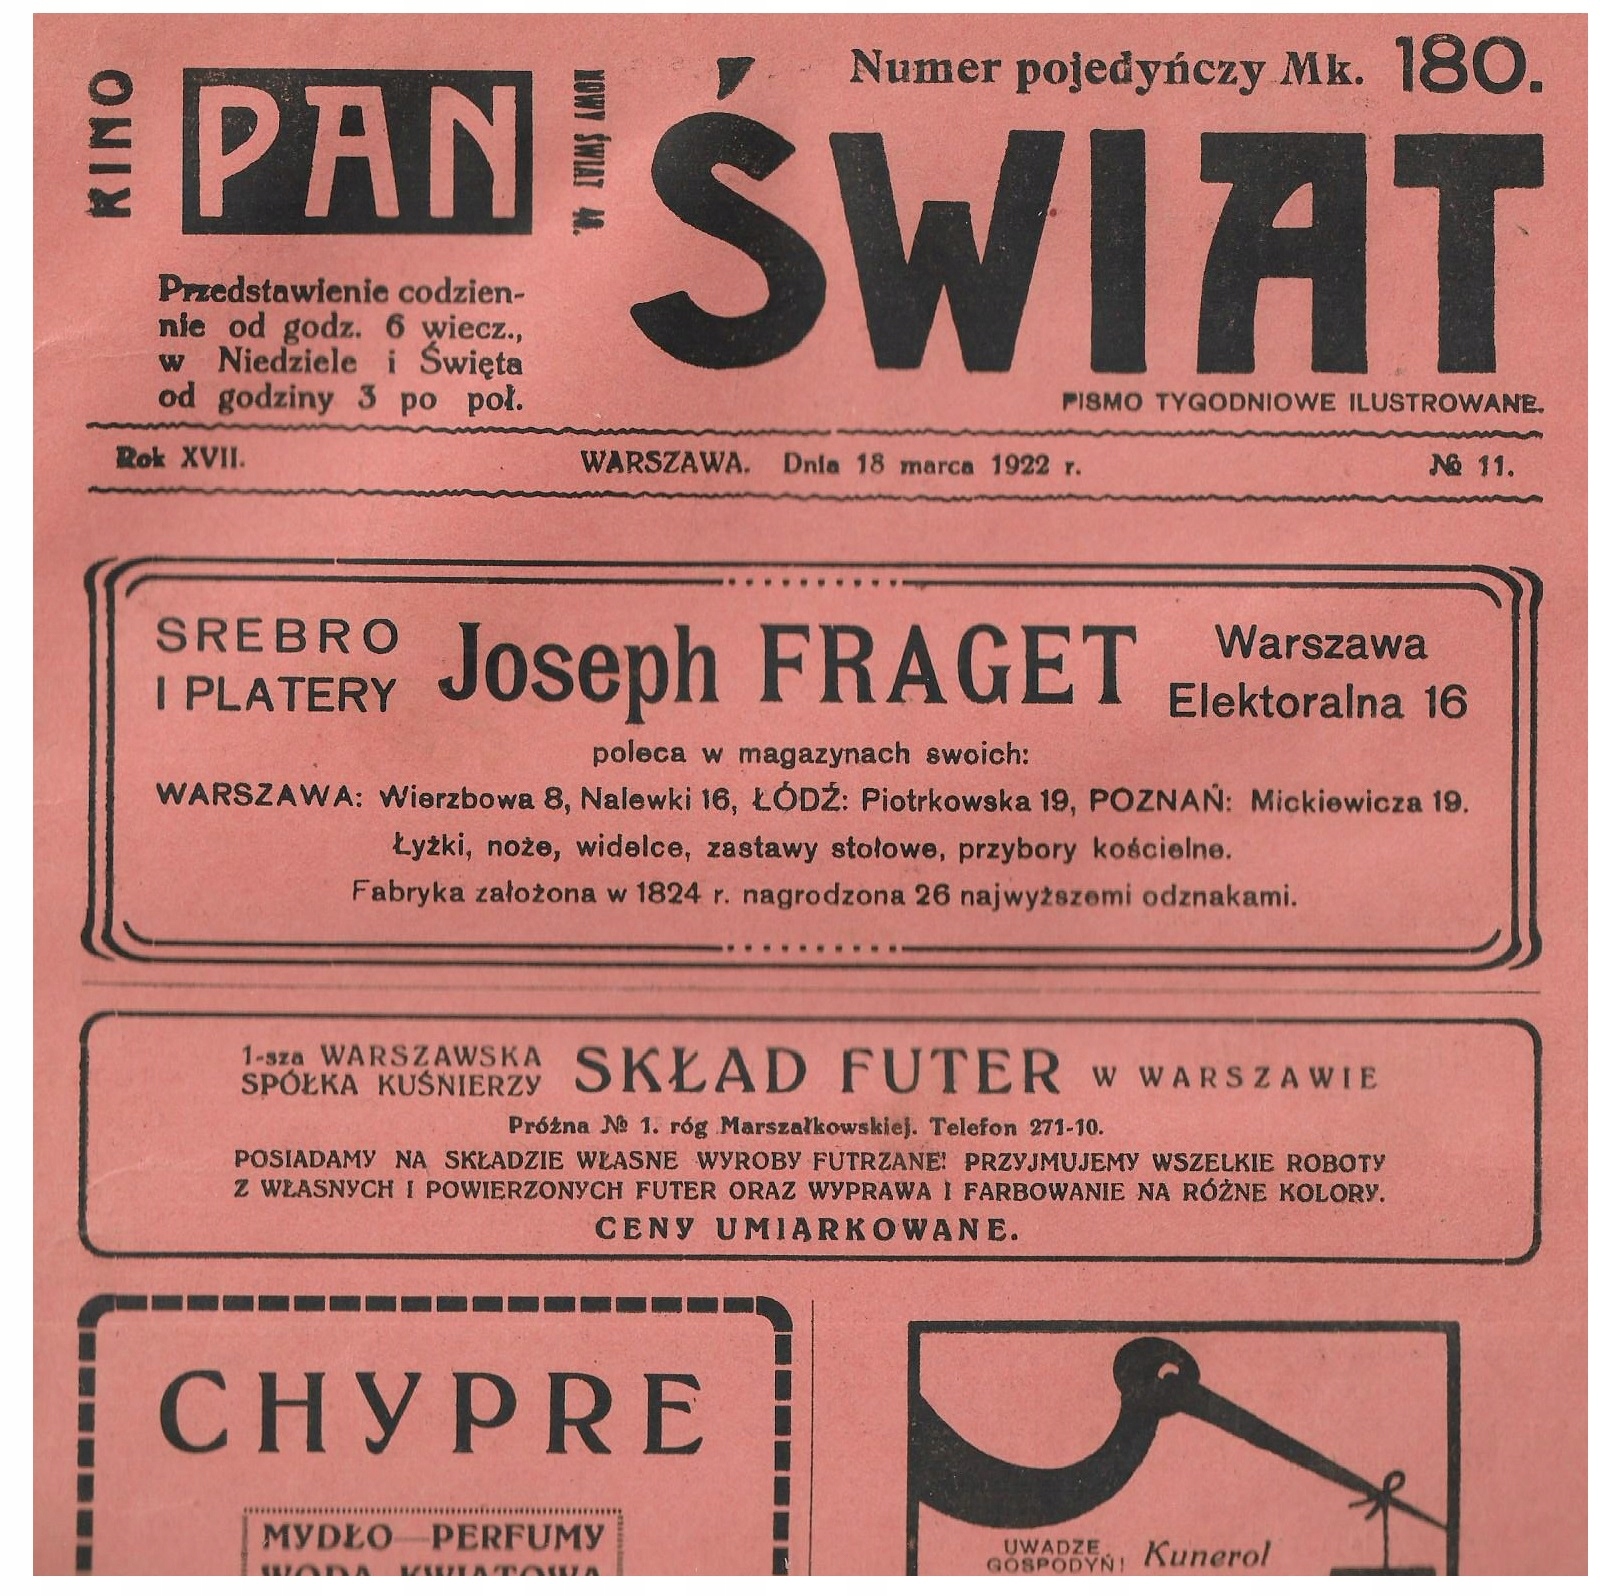 KINO
PAN
NOWY ŚWIAT 40.
Przedstawienie codzien-
nie od godz. 6 wiecz.,
w Niedziele i Święta
od godziny 3 po poł.
Numer pojedyńczy Mk. 180.
ŚWIAT
PISMO TYGODNIOWE ILUSTROWANE.
Rok XVII. WARSZAWA. Dnia 18 marca 1922 r. № 11.
SREBRO
I PLATERY
Joseph FRAGET
Warszawa
Elektoralna 16
poleca w magazynach swoich:
WARSZAWA: Wierzbowa 8, Nalewki 16, ŁÓDŹ: Piotrkowska 19, POZNAŃ: Mickiewicza 19.
Łyżki, noże, widelce, zastawy stołowe, przybory kościelne.
Fabryka założona w 1824 r. nagrodzona 26 najwyższemi odznakami.
1-sza WARSZAWSKA
SPÓŁKA KUŚNIERZY
SKŁAD FUTER W WARSZAWIE
Próżna № 1. róg Marszałkowskiej. Telefon 271-10.
POSIADAMY NA SKŁADZIE WŁASNE WYROBY FUTRZANE! PRZYJMUJEMY WSZELKIE ROBOTY
Z WŁASNYCH I POWIERZONYCH FUTER ORAZ WYPRAWA I FARBOWANIE NA RÓŻNE KOLORY.
CENY UMIARKOWANE.
CHYPRE
MYDŁO—PERFUMY
WODA KWIATOWA
UWADZE
GOSPODYŃ!
Kunerol